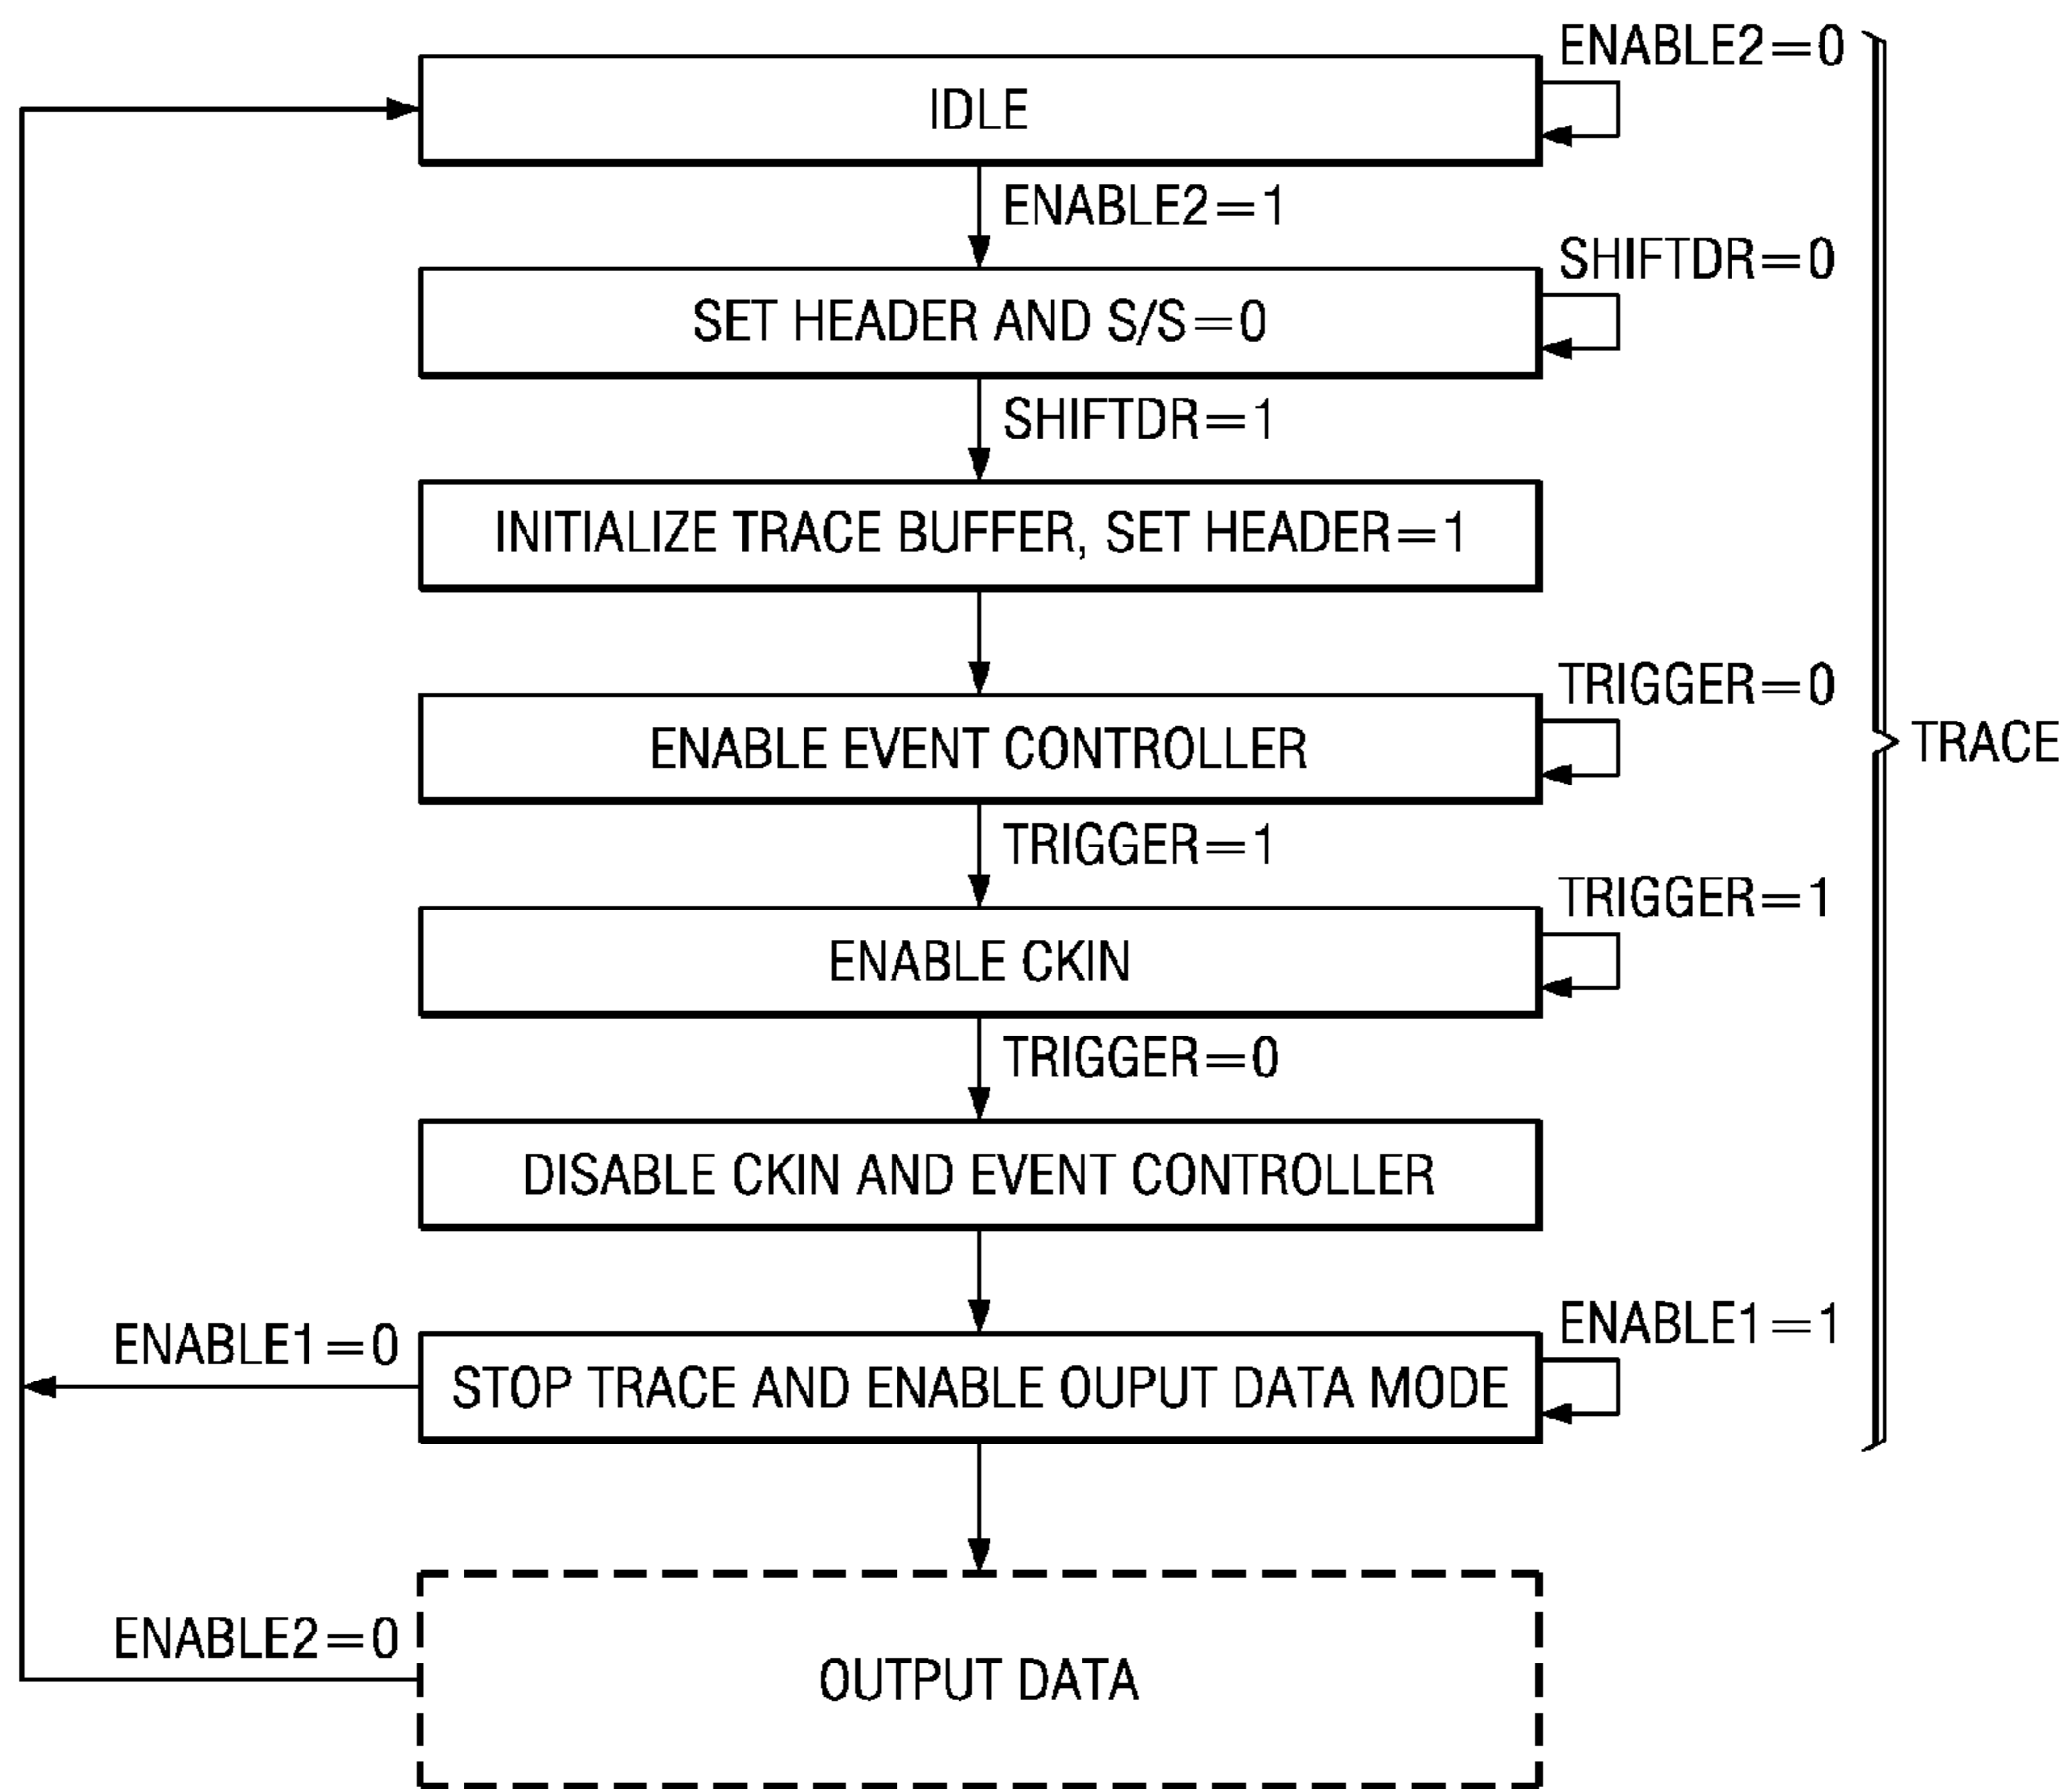 ENABLE2=0
IDLE
ENABLE2=1
SHIFTDR=0
SET HEADER AND S/S=0
SHIFTDR=1
INITIALIZE TRACE BUFFER, SET HEADER=1
TRIGGER=0
ENABLE EVENT CONTROLLER
TRACE
TRIGGER=1
TRIGGER=1
ENABLE CKIN
TRIGGER=0
DISABLE CKIN AND EVENT CONTROLLER
ENABLE1=0
ENABLE1=1
STOP TRACE AND ENABLE OUPUT DATA MODE
ENABLE2=0
OUTPUT DATA